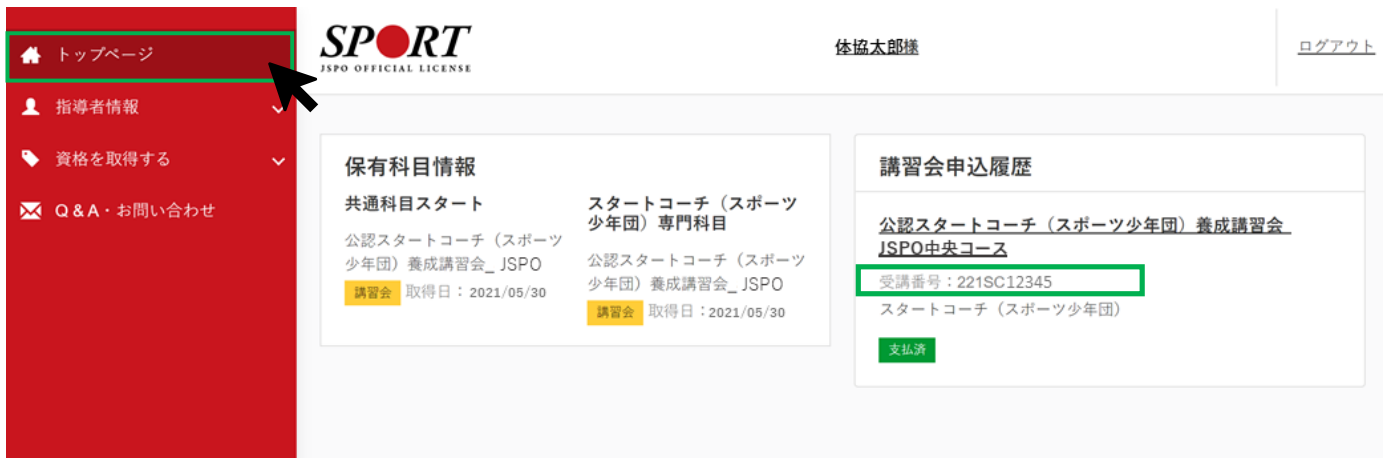 トップページ
指導者情報
資格を取得する
Q&A・お問い合わせ
SPORT
JSPO OFFICIAL LICENSE
体協太郎様
ログアウト
保有科目情報
共通科目スタート
公認スタートコーチ（スポーツ
少年団）養成講習会_ JSPO
講習会 取得日：2021/05/30
スタートコーチ（スポーツ
少年団）専門科目
公認スタートコーチ（スポーツ
少年団）養成講習会_ JSPO
講習会 取得日：2021/05/30
講習会申込履歴
公認スタートコーチ（スポーツ少年団）養成講習会_
JSPO中央コース
受講番号：221SC12345
スタートコーチ（スポーツ少年団）
支払済